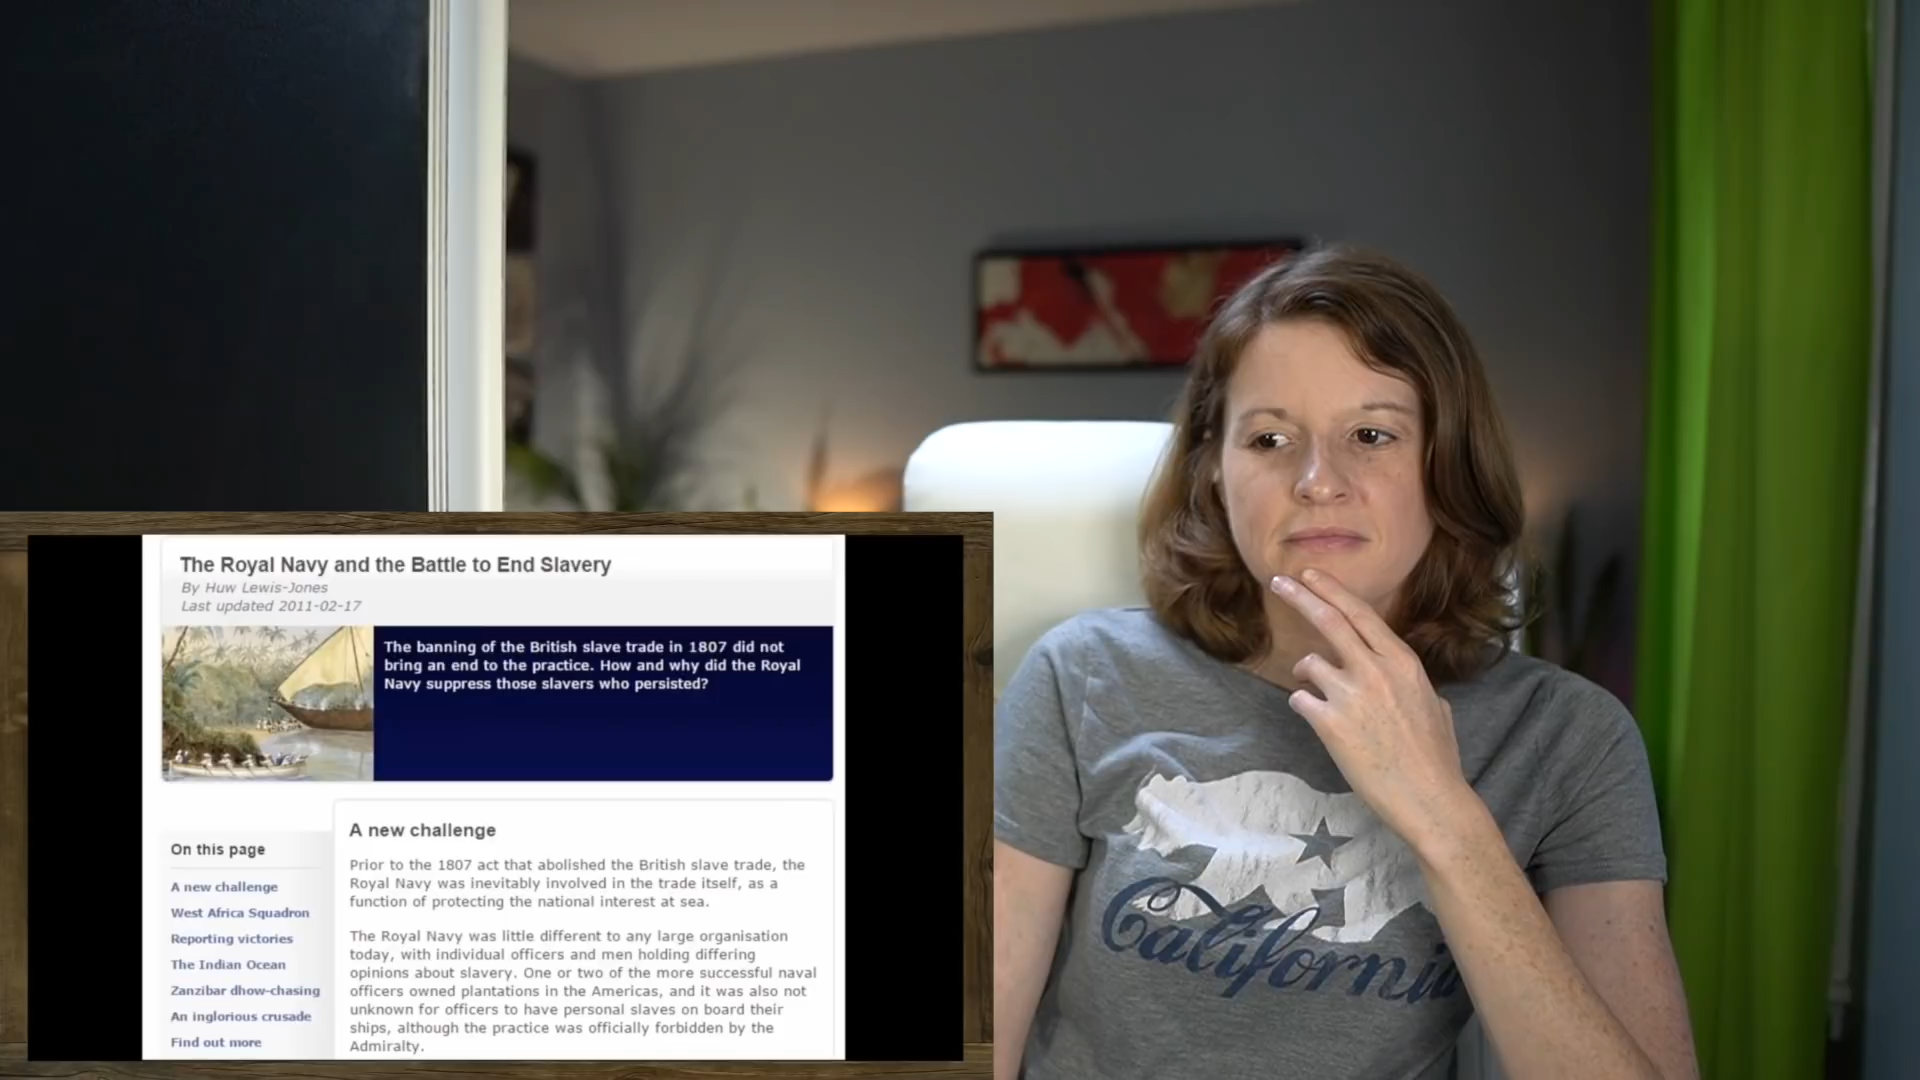 The Royal Navy and the Battle to End Slavery
By Huw Lewis-Jones
Last updated 2011-02-17
The banning of the British slave trade in 1807 did not
bring an end to the practice. How and why did the Royal
Navy suppress those slavers who persisted?
On this page
A new challenge
West Africa Squadron
Reporting victories
The Indian Ocean
Zanzibar dhow-chasing
An inglorious crusade
Find out more
A new challenge
Prior to the 1807 act that abolished the British slave trade, the
Royal Navy was inevitably involved in the trade itself, as a
function of protecting the national interest at sea.
The Royal Navy was little different to any large organisation
today, with individual officers and men holding differing
opinions about slavery. One or two of the more successful naval
officers owned plantations in the Americas, and it was also not
unknown for officers to have personal slaves on board their
ships, although the practice was officially forbidden by the
Admiralty.
California